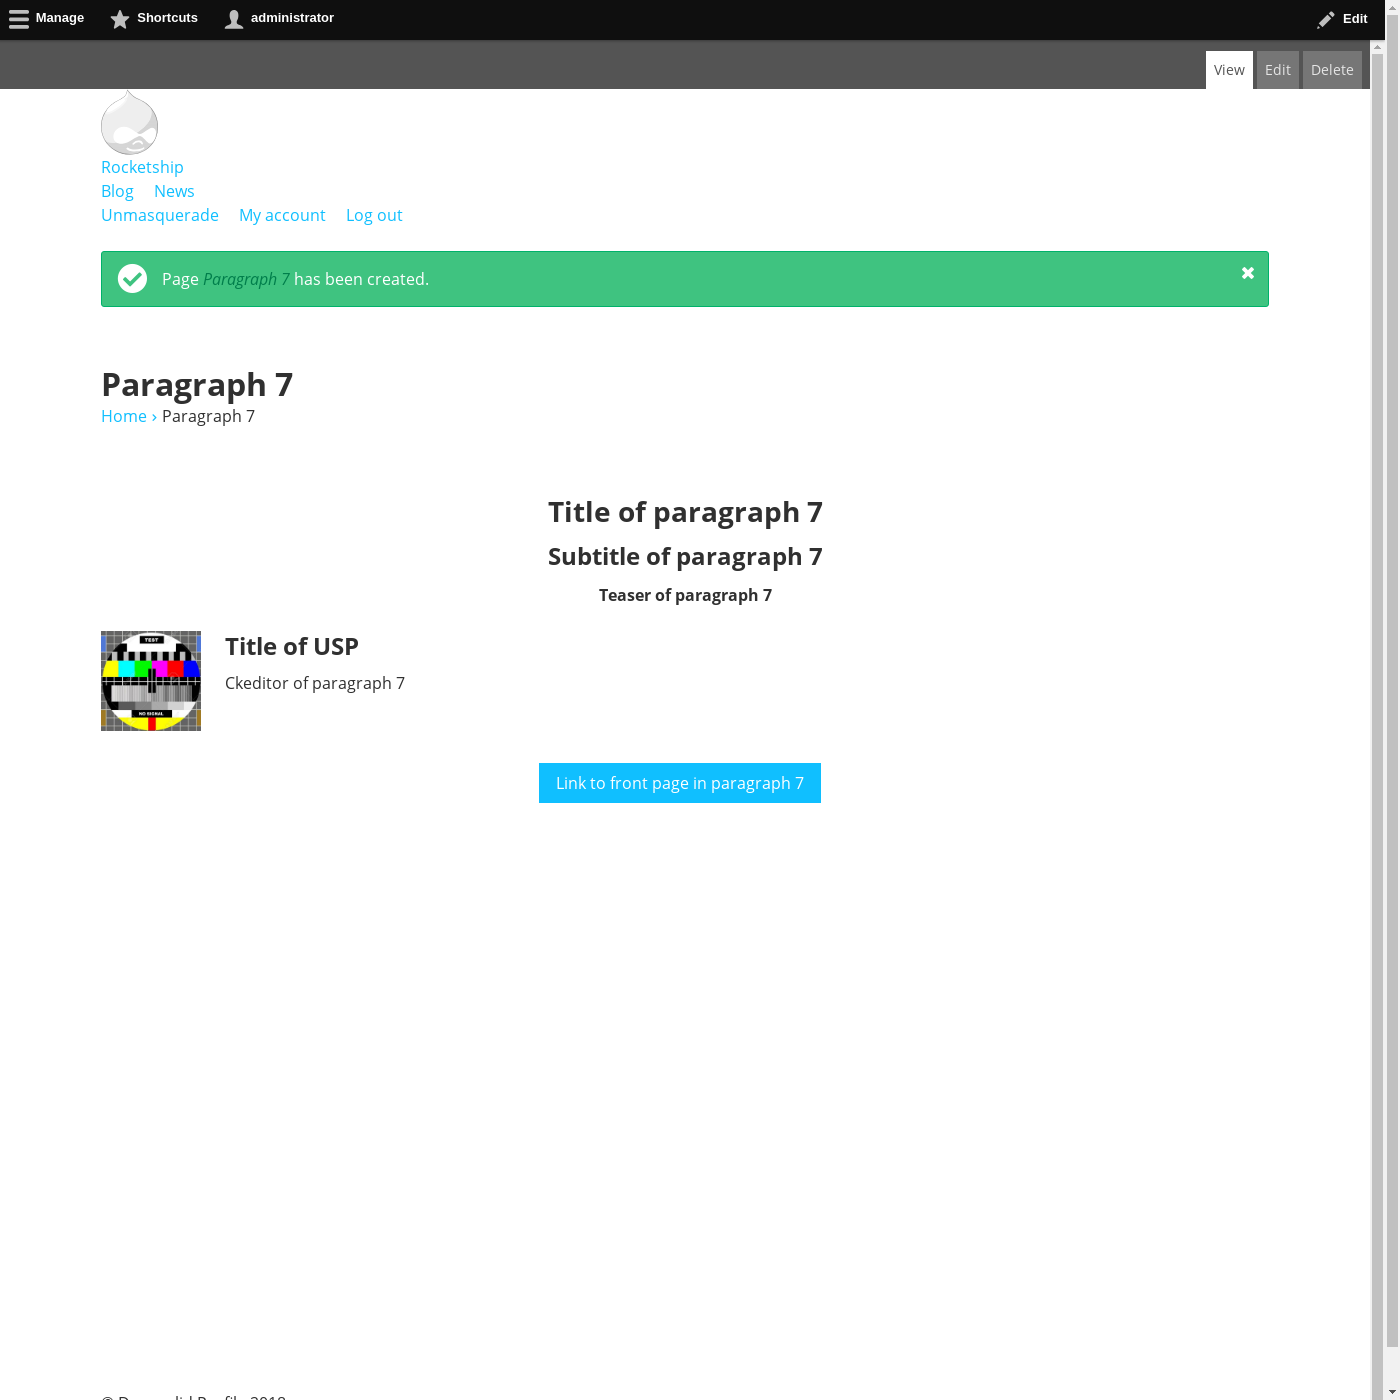 Manage Shortcuts administrator Edit
View Edit Delete
Rocketship
Blog News
Unmasquerade My account Log out
Page Paragraph 7 has been created.
Paragraph 7
Home › Paragraph 7
Title of paragraph 7
Subtitle of paragraph 7
Teaser of paragraph 7
TEST
NO SIGNAL
Title of USP
Ckeditor of paragraph 7
Link to front page in paragraph 7